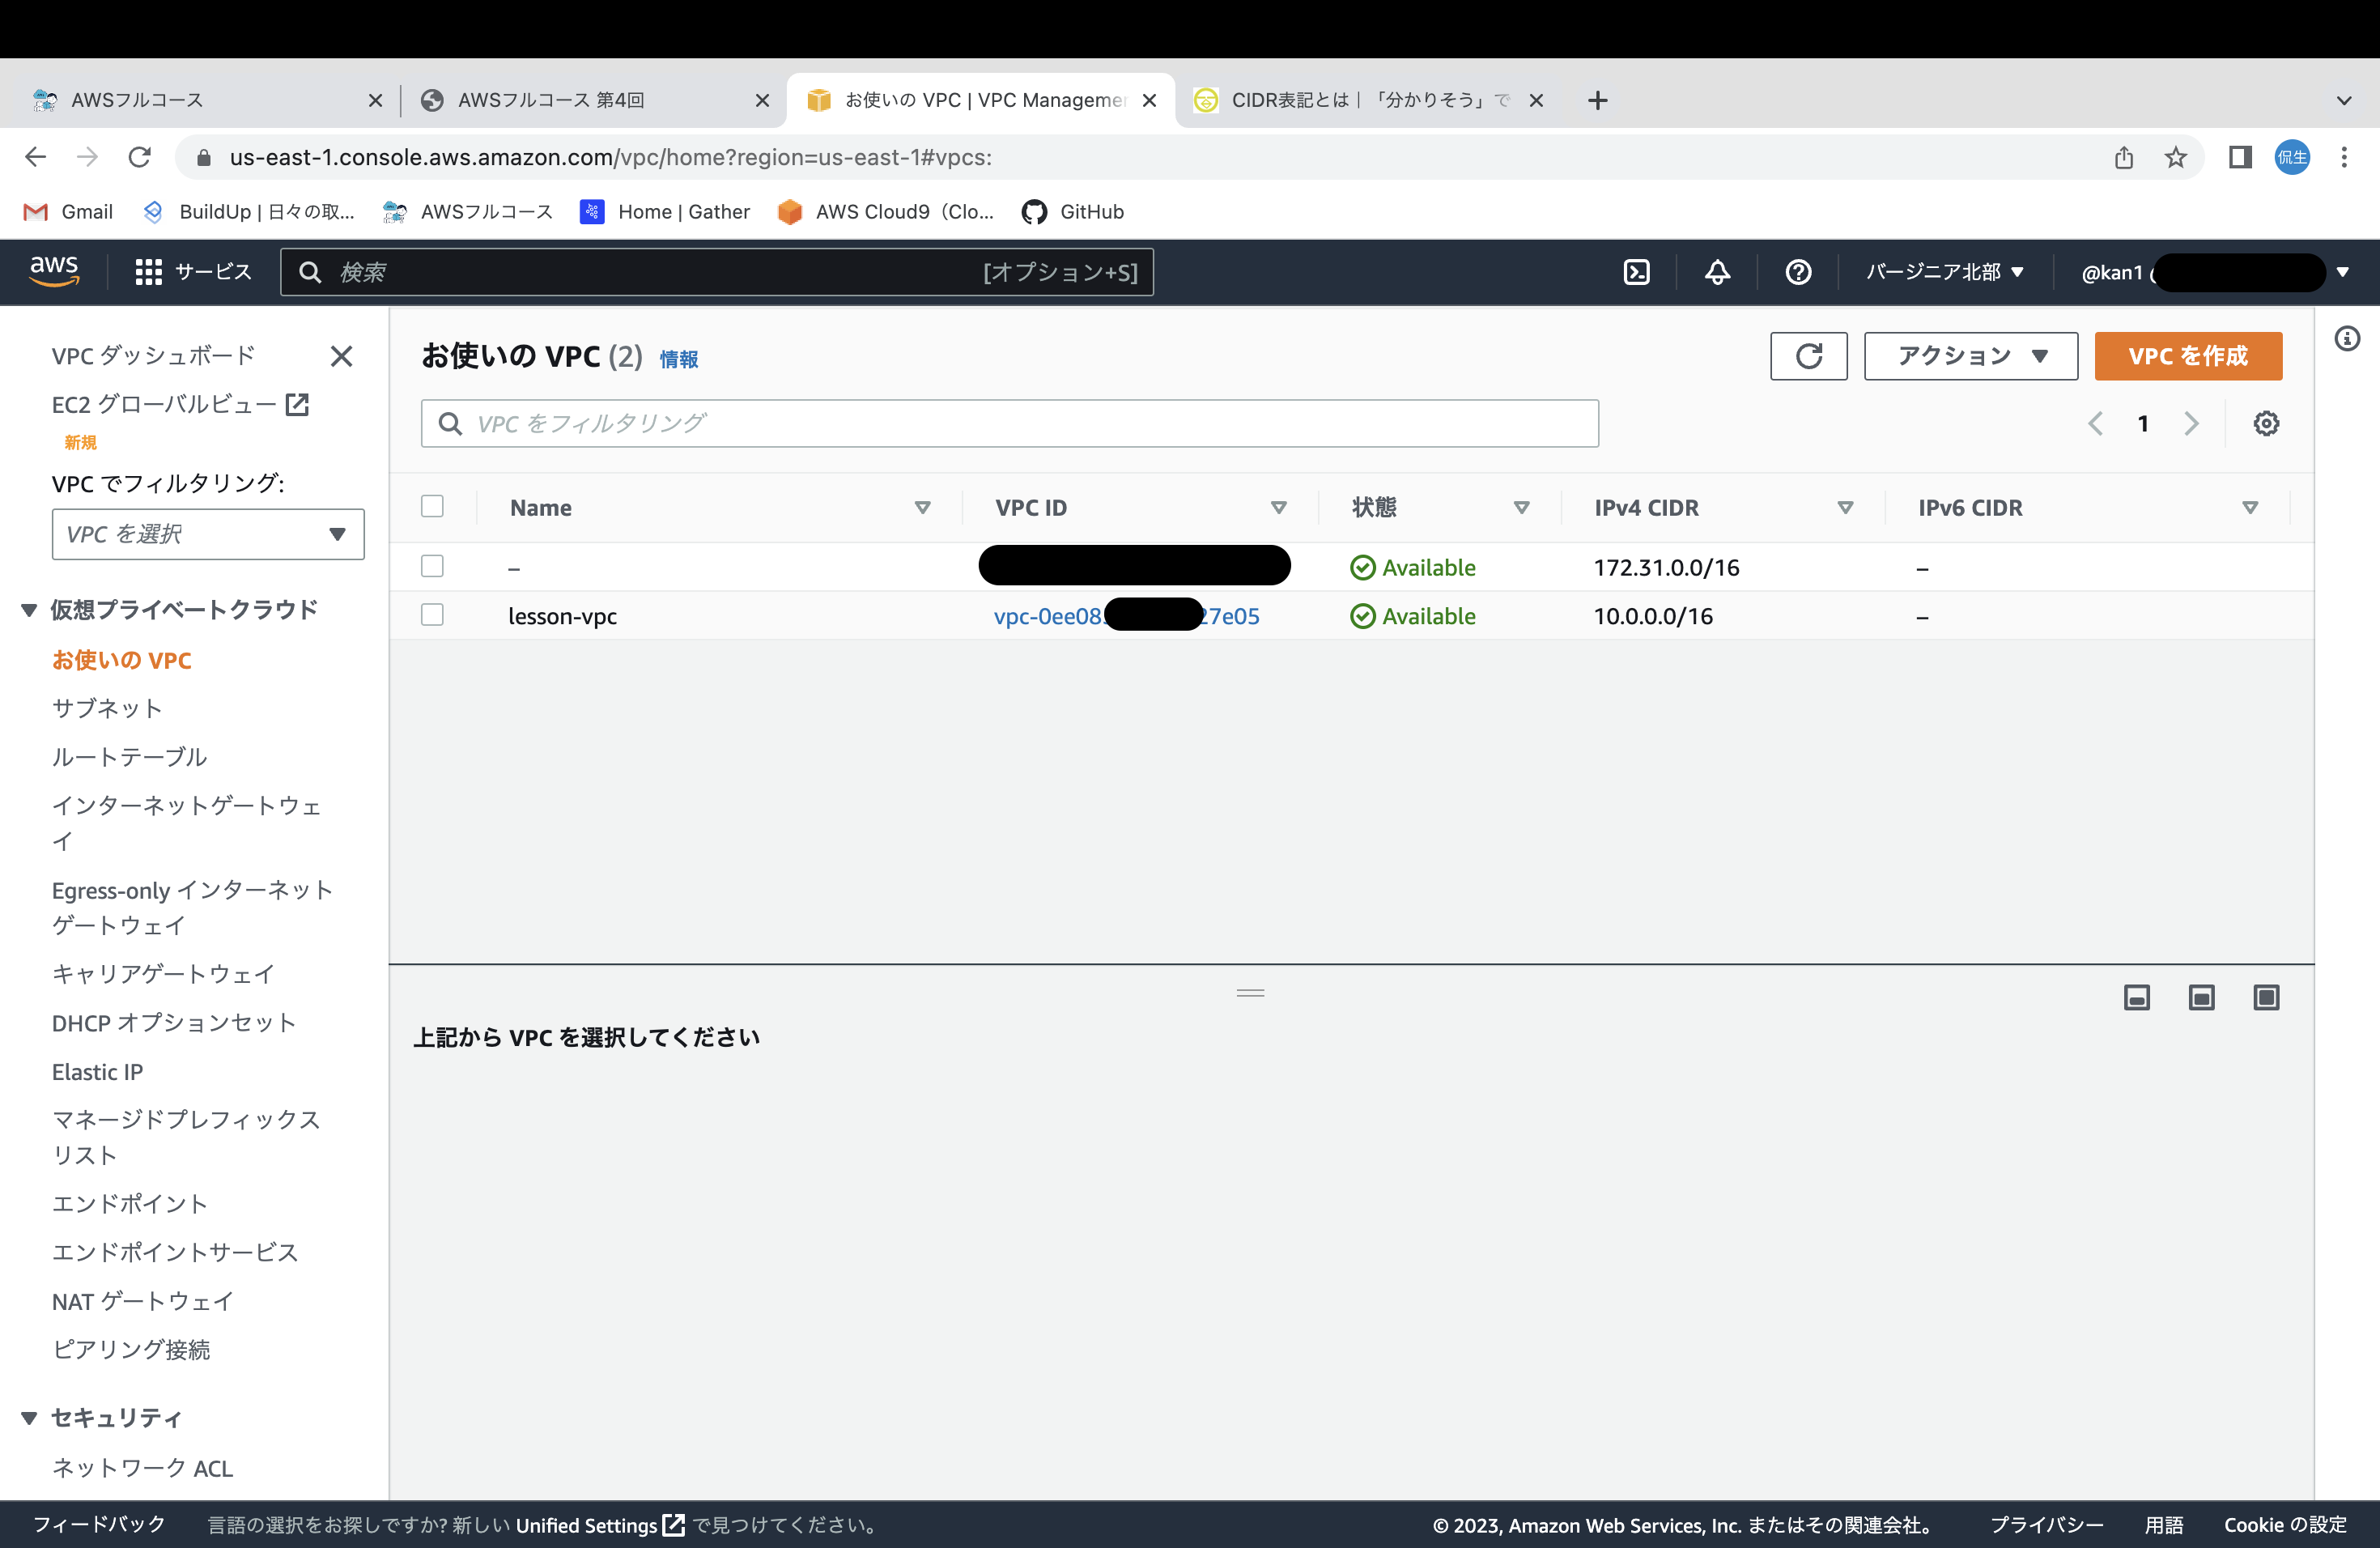 AWSフルコース
AWSフルコース 第4回
お使いの VPC | VPC Managemen
CIDR表記とは｜「分かりそう」で
us-east-1.console.aws.amazon.com/vpc/home?region=us-east-1#vpcs:
侃生
Gmail
BuildUp | 日々の取...
AWSフルコース
Home | Gather
AWS Cloud9（Clo...
GitHub
aws
サービス
検索
[オプション+S]
バージニア北部
@kan1
VPC ダッシュボード
EC2 グローバルビュー
新規
VPC でフィルタリング:
VPC を選択
仮想プライベートクラウド
お使いの VPC
サブネット
ルートテーブル
インターネットゲートウェ
イ
Egress-only インターネット
ゲートウェイ
キャリアゲートウェイ
DHCP オプションセット
Elastic IP
マネージドプレフィックス
リスト
エンドポイント
エンドポイントサービス
NAT ゲートウェイ
ピアリング接続
セキュリティ
ネットワーク ACL
お使いの VPC (2) 情報
アクション
VPC を作成
VPC をフィルタリング
1
Name VPC ID 状態 IPv4 CIDR IPv6 CIDR
– Available 172.31.0.0/16 –
lesson-vpc vpc-0ee08 27e05 Available 10.0.0.0/16 –
上記から VPC を選択してください
フィードバック
言語の選択をお探しですか? 新しい Unified Settings で見つけてください。
© 2023, Amazon Web Services, Inc. またはその関連会社。
プライバシー
用語
Cookie の設定